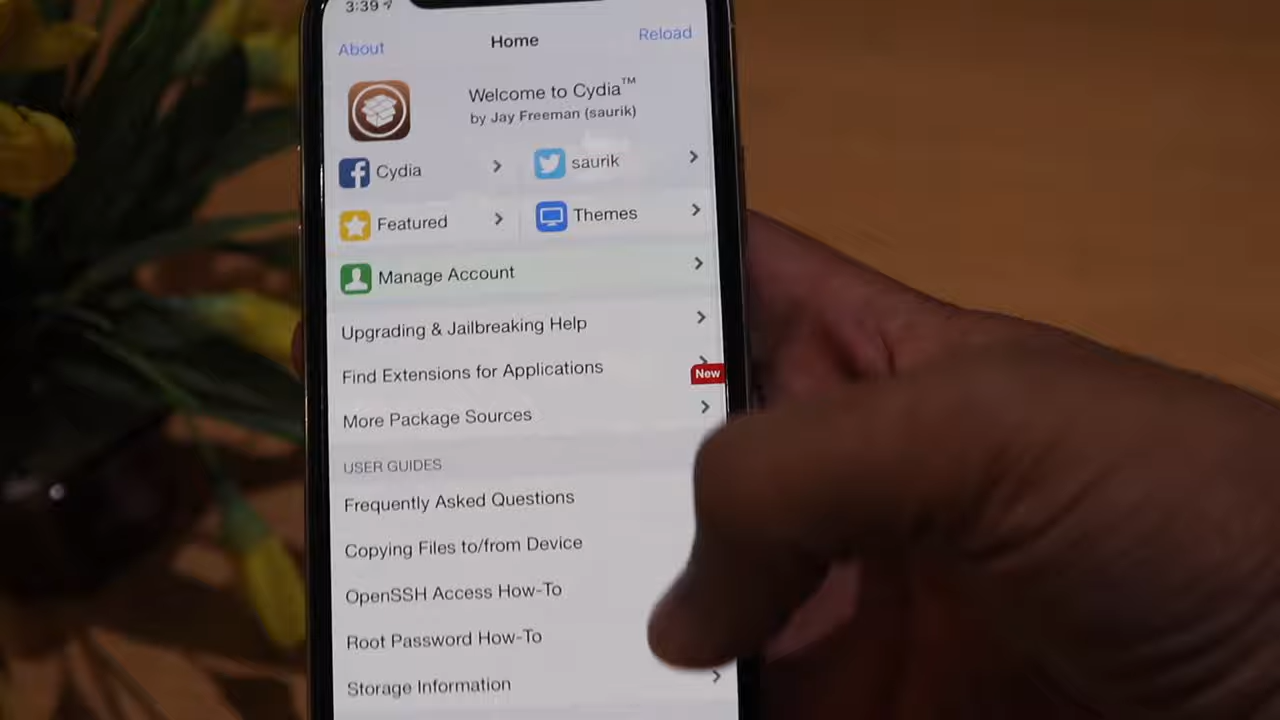 3:39
About Home Reload
Welcome to Cydia™
by Jay Freeman (saurik)
Cydia saurik
Featured Themes
Manage Account
Upgrading & Jailbreaking Help
Find Extensions for Applications
New
More Package Sources
USER GUIDES
Frequently Asked Questions
Copying Files to/from Device
OpenSSH Access How-To
Root Password How-To
Storage Information